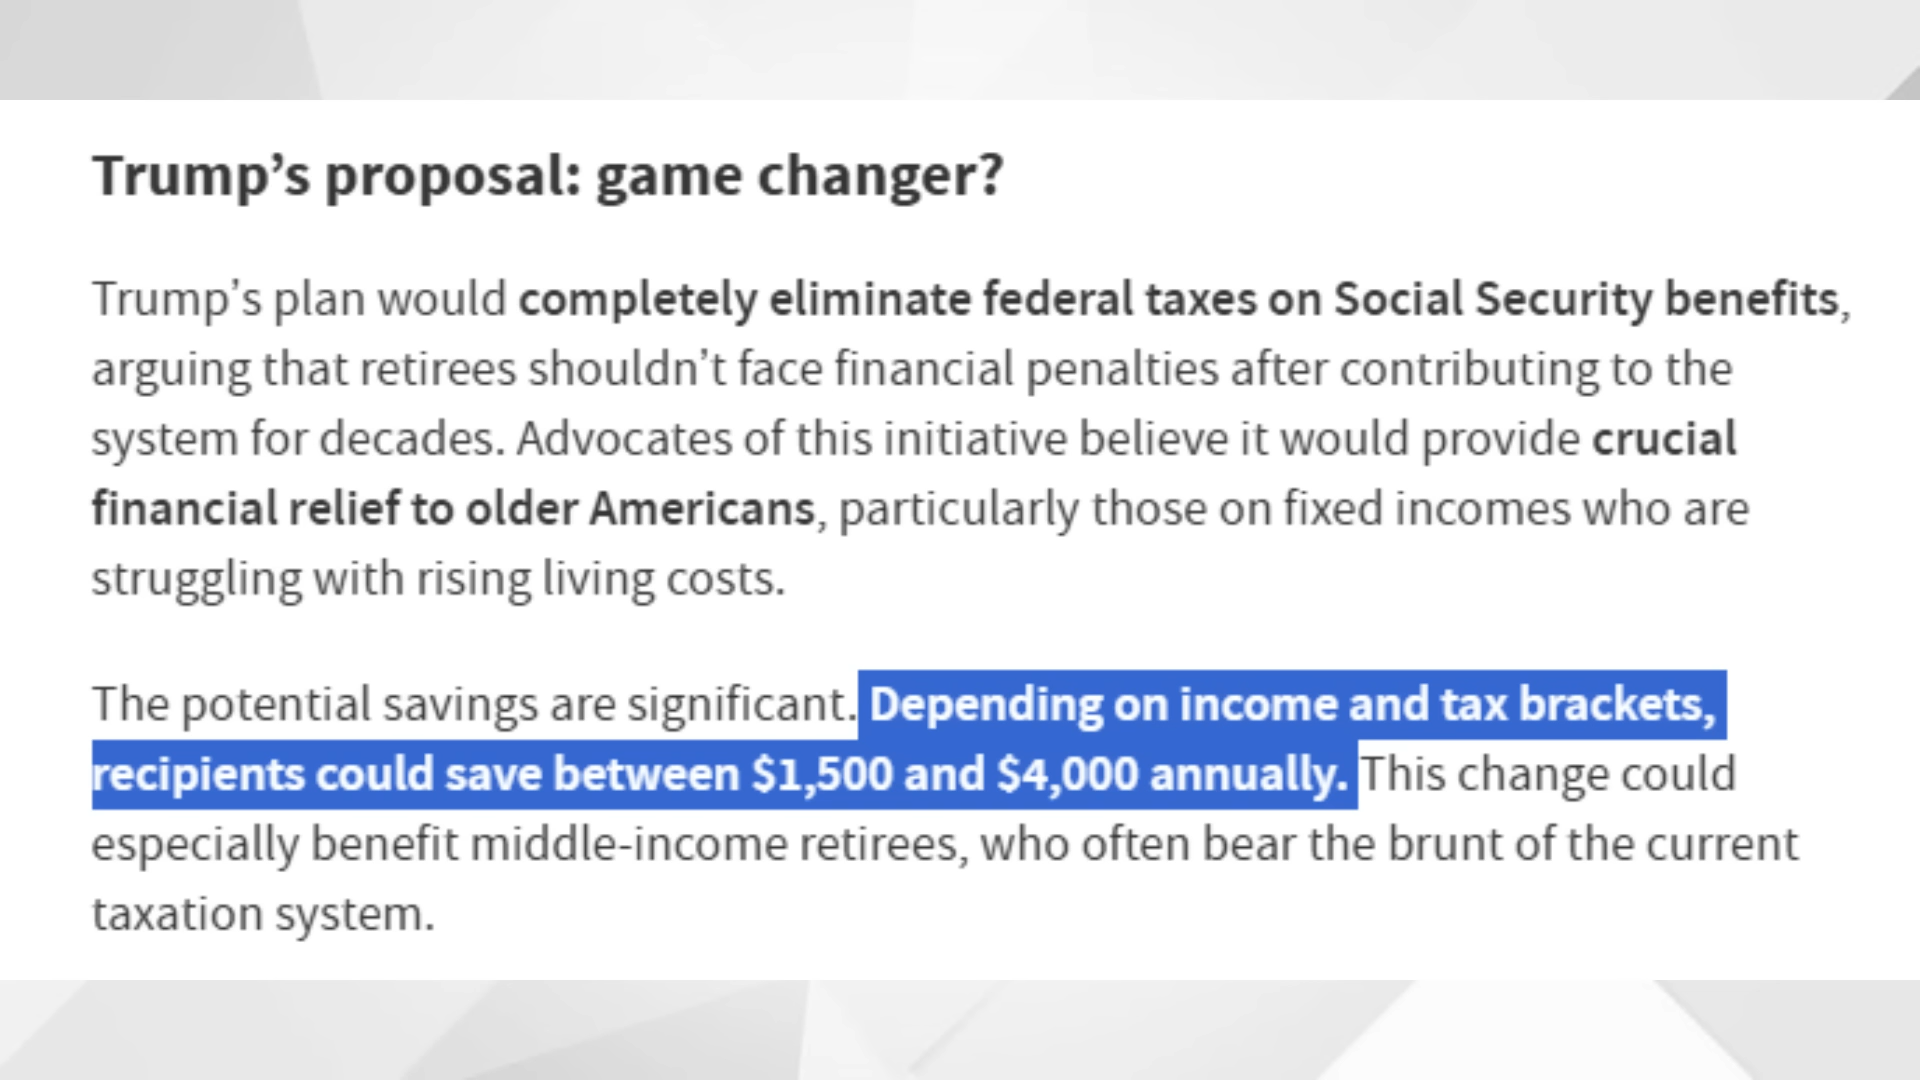 Trump’s proposal: game changer?
Trump’s plan would completely eliminate federal taxes on Social Security benefits,
arguing that retirees shouldn’t face financial penalties after contributing to the
system for decades. Advocates of this initiative believe it would provide crucial
financial relief to older Americans, particularly those on fixed incomes who are
struggling with rising living costs.
The potential savings are significant. Depending on income and tax brackets,
recipients could save between $1,500 and $4,000 annually. This change could
especially benefit middle-income retirees, who often bear the brunt of the current
taxation system.